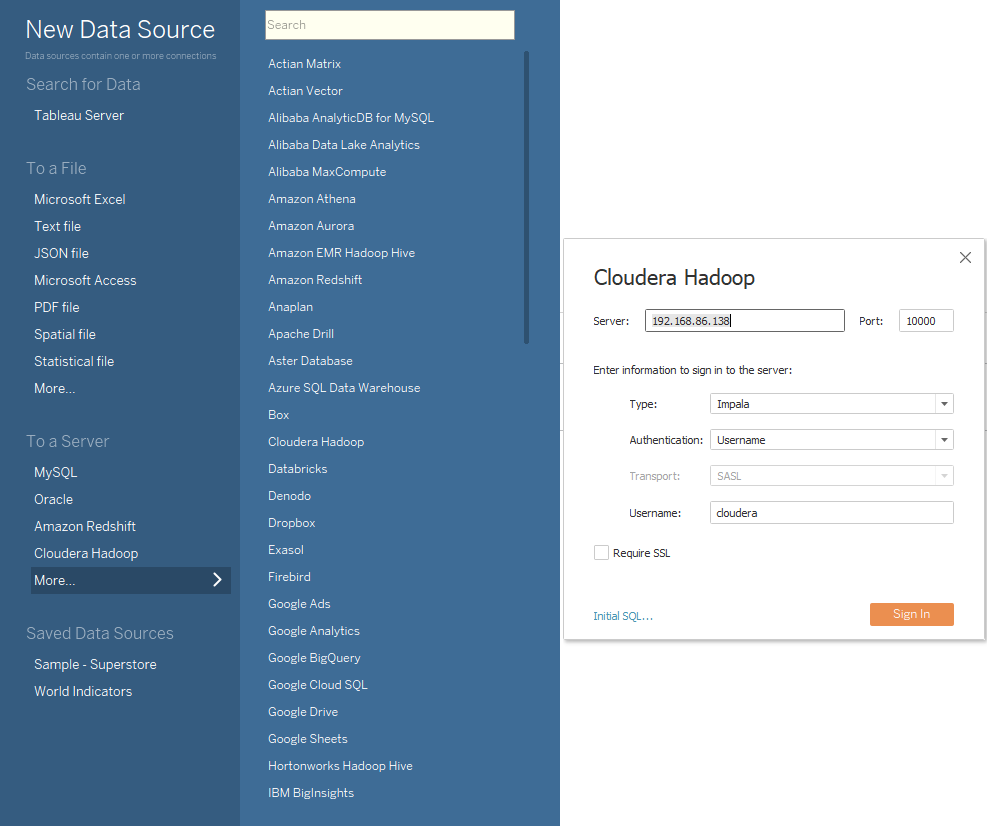 New Data Source
Data sources contain one or more connections
Search for Data
Tableau Server
To a File
Microsoft Excel
Text file
JSON file
Microsoft Access
PDF file
Spatial file
Statistical file
More...
To a Server
MySQL
Oracle
Amazon Redshift
Cloudera Hadoop
More...
Saved Data Sources
Sample - Superstore
World Indicators
Search
Actian Matrix
Actian Vector
Alibaba AnalyticDB for MySQL
Alibaba Data Lake Analytics
Alibaba MaxCompute
Amazon Athena
Amazon Aurora
Amazon EMR Hadoop Hive
Amazon Redshift
Anaplan
Apache Drill
Aster Database
Azure SQL Data Warehouse
Box
Cloudera Hadoop
Databricks
Denodo
Dropbox
Exasol
Firebird
Google Ads
Google Analytics
Google BigQuery
Google Cloud SQL
Google Drive
Google Sheets
Hortonworks Hadoop Hive
IBM BigInsights
Cloudera Hadoop
Server: 192.168.86.138 Port: 10000
Enter information to sign in to the server:
Type: Impala
Authentication: Username
Transport: SASL
Username: cloudera
Require SSL
Initial SQL... Sign In